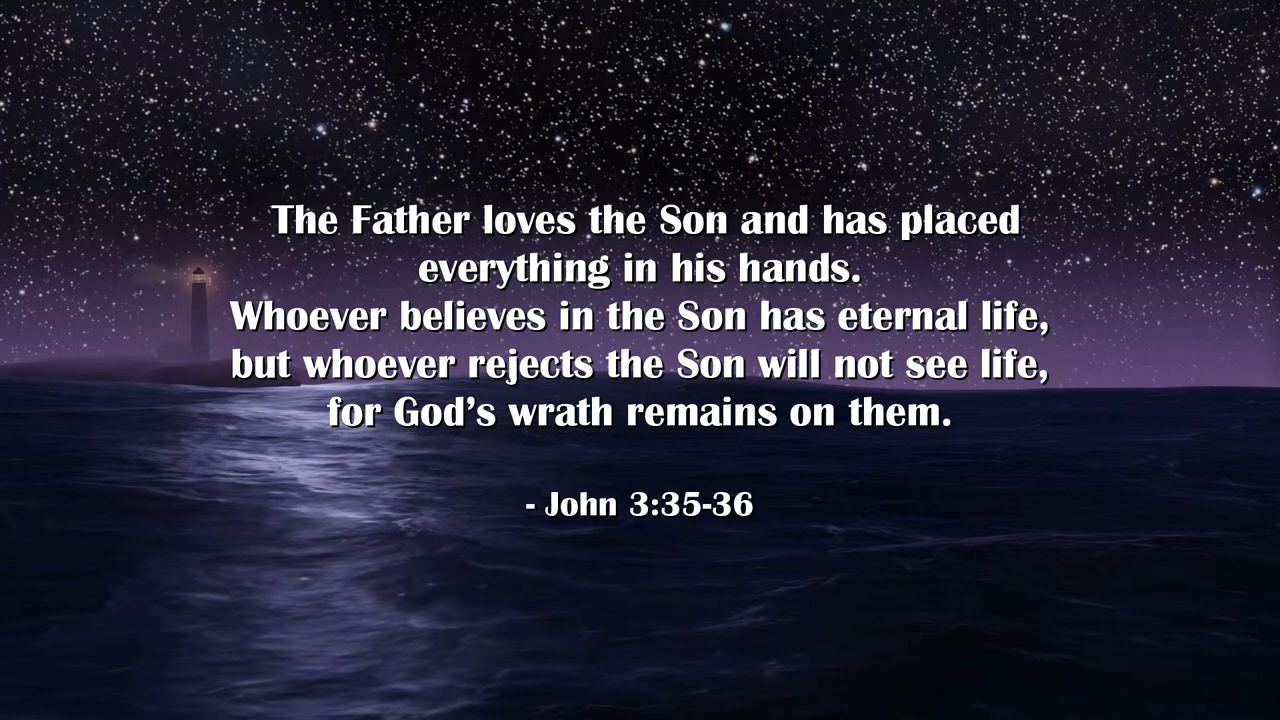 The Father loves the Son and has placed
everything in his hands.
Whoever believes in the Son has eternal life,
but whoever rejects the Son will not see life,
for God’s wrath remains on them.
- John 3:35-36